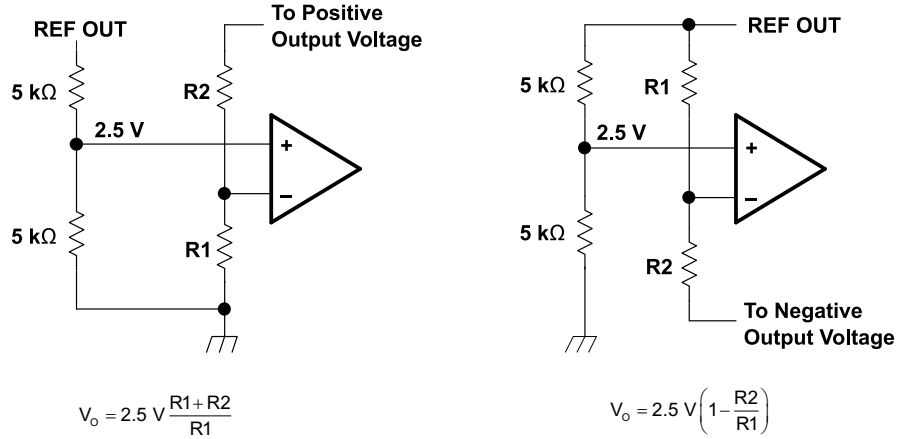 REF OUT
To Positive
Output Voltage
5 kΩ
R2
2.5 V
+
−
5 kΩ
R1
V_O = 2.5 V (R1 + R2)/R1
REF OUT
5 kΩ
R1
2.5 V
+
−
5 kΩ
R2
To Negative
Output Voltage
V_O = 2.5 V (1 − R2/R1)